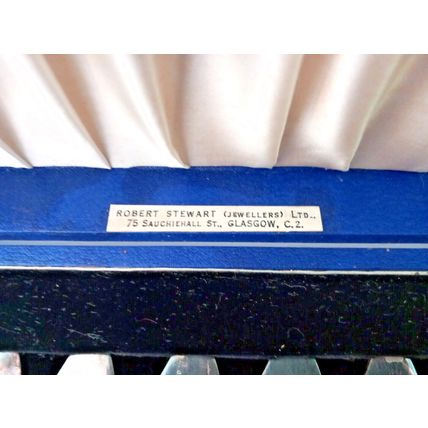 ROBERT STEWART (JEWELLERS) LTD.,
75 SAUCHIEHALL ST., GLASGOW, C.2.